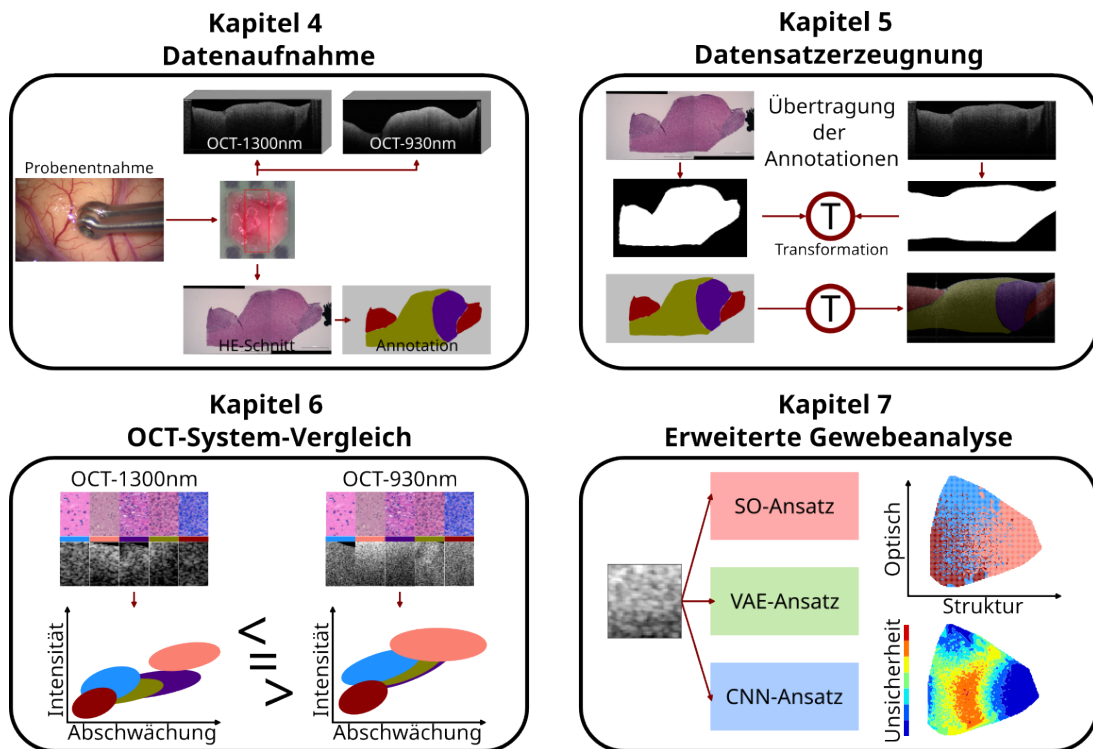 Kapitel 4
Datenaufnahme
OCT-1300nm
OCT-930nm
Probenentnahme
HE-Schnitt
Annotation
Kapitel 5
Datensatzerzeugnung
Übertragung
der
Annotationen
T
Transformation
T
Kapitel 6
OCT-System-Vergleich
OCT-1300nm
OCT-930nm
Intensität
Abschwächung
< = >
Intensität
Abschwächung
Kapitel 7
Erweiterte Gewebeanalyse
SO-Ansatz
VAE-Ansatz
CNN-Ansatz
Optisch
Struktur
Unsicherheit